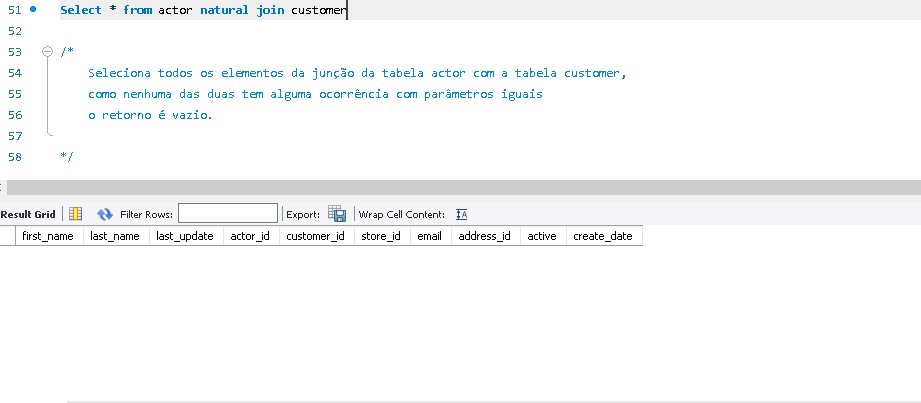 51 Select * from actor natural join customer
52
53 /*
54 Seleciona todos os elementos da junção da tabela actor com a tabela customer,
55 como nenhuma das duas tem alguma ocorrência com parâmetros iguais
56 o retorno é vazio.
57
58 */
Result Grid Filter Rows: Export: Wrap Cell Content: IA
first_name last_name last_update actor_id customer_id store_id email address_id active create_date